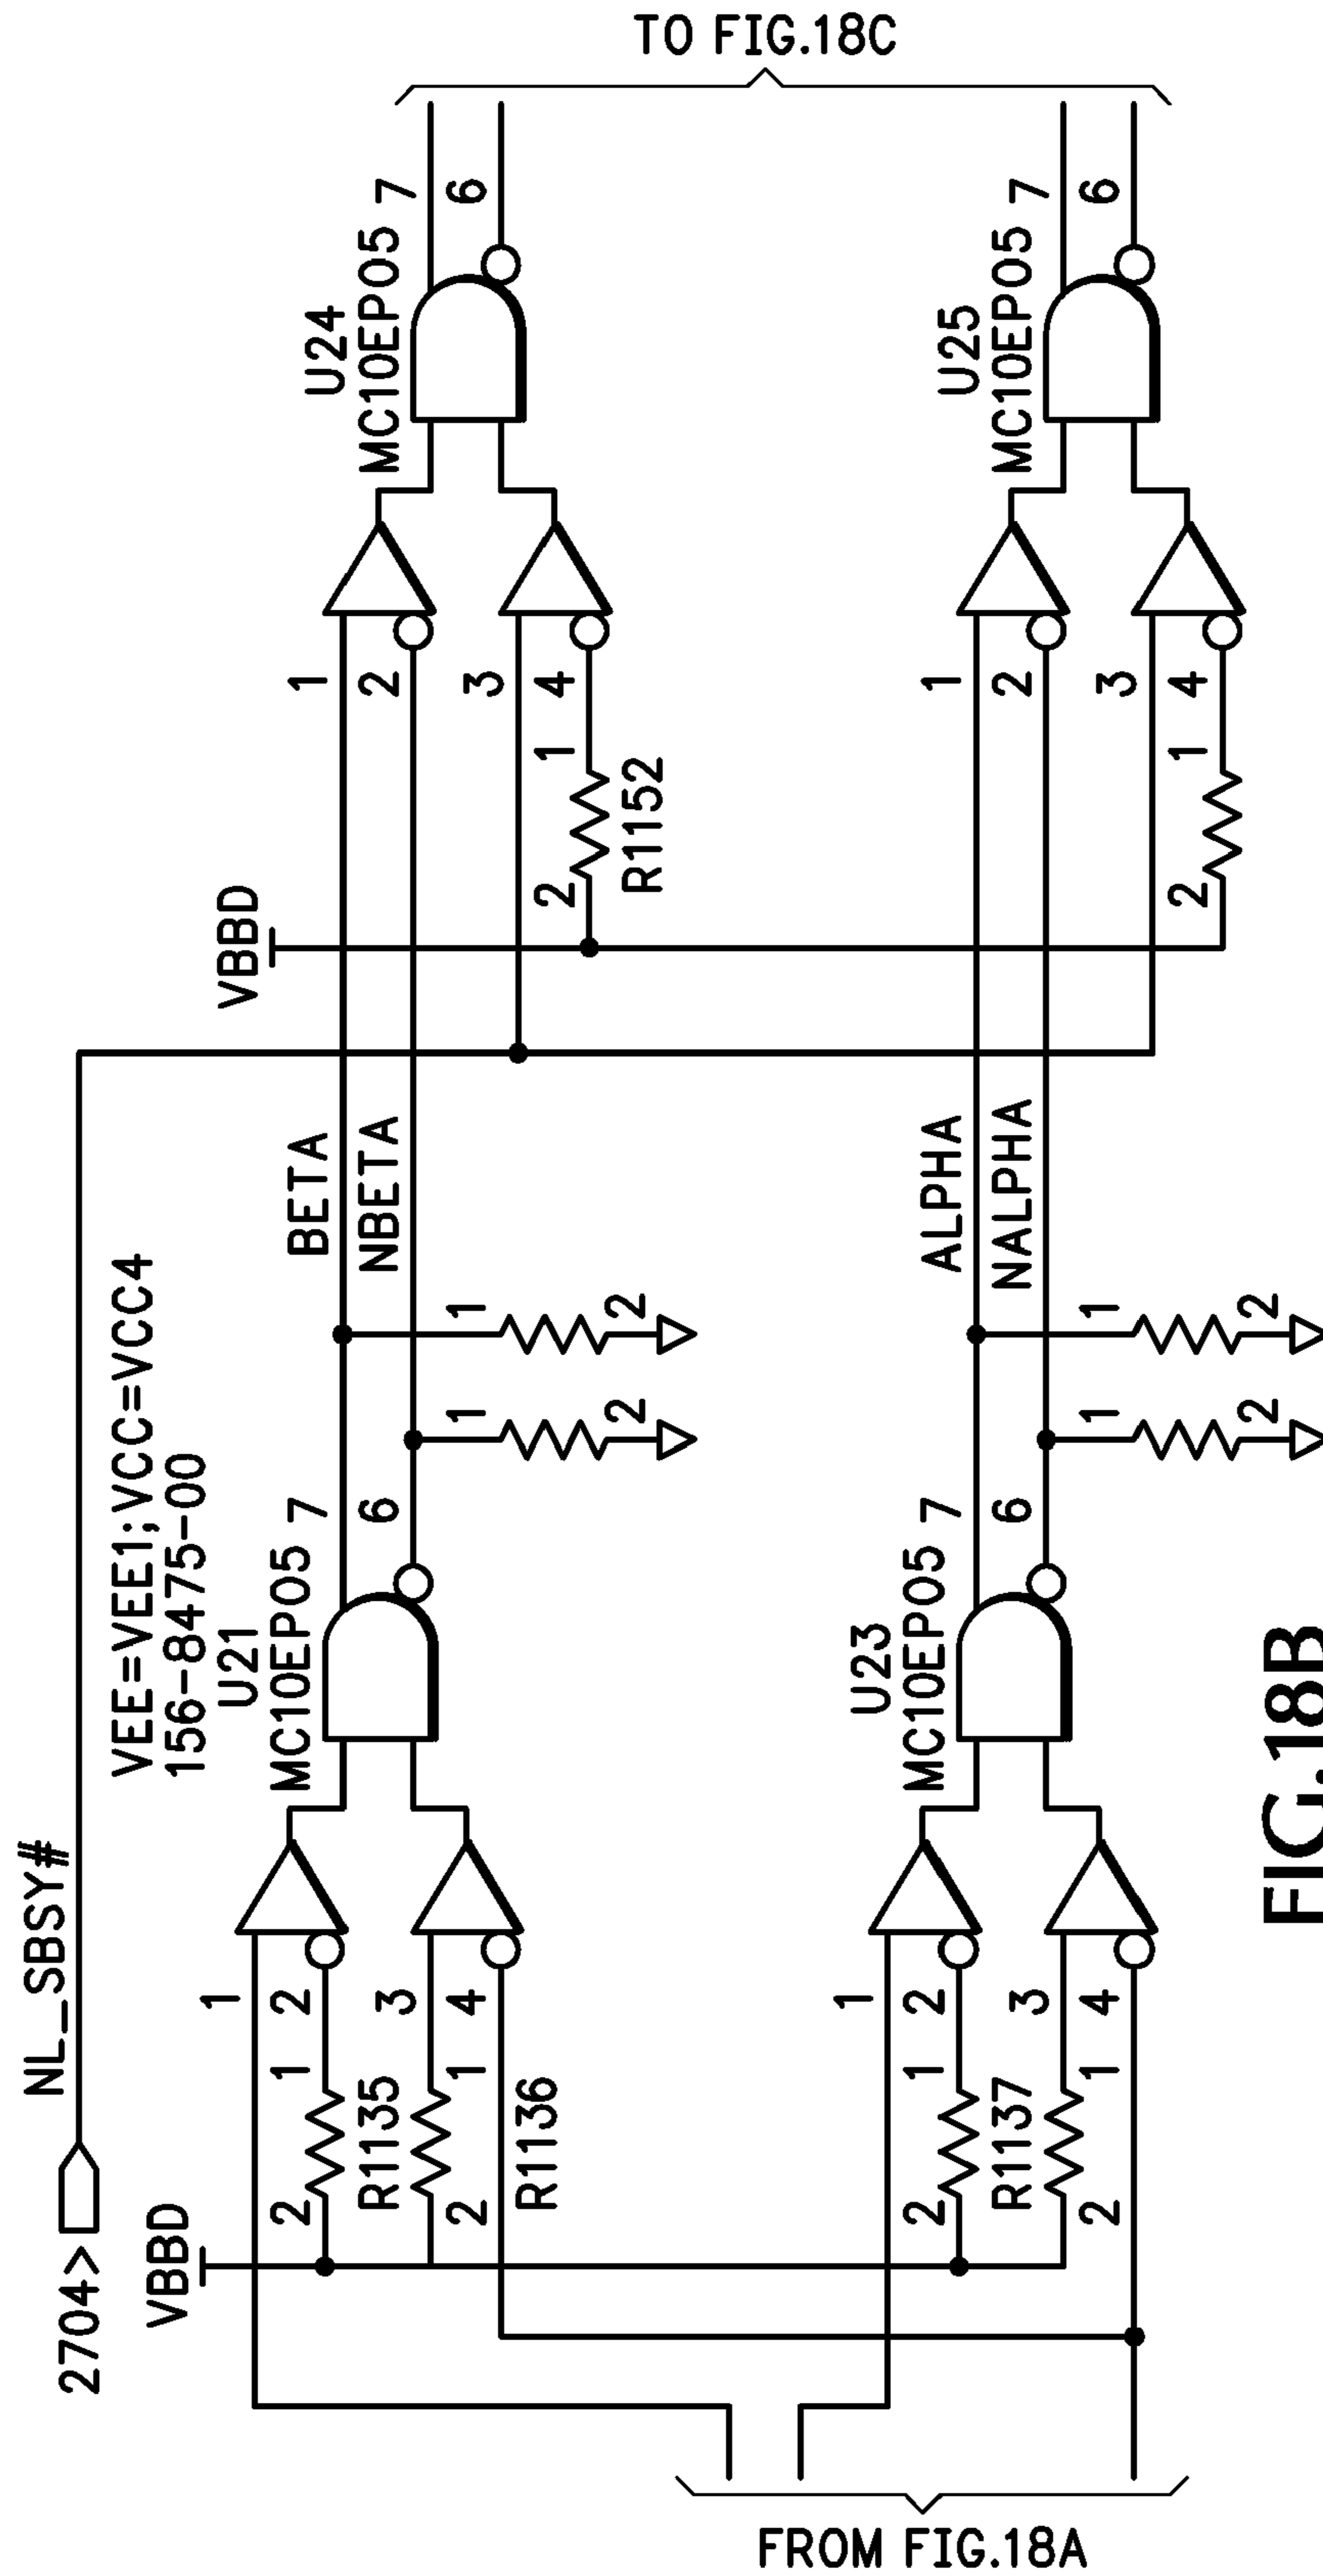 2704>
NL_SBSY#
VEE=VEE1;VCC=VCC4
156-8475-00
U21
MC10EP05
7
6
1
2
3
4
VBBD
2
1
R1135
2
1
R1136
BETA
NBETA
1
2
1
2
VBBD
U24
MC10EP05
7
6
1
2
3
4
2
1
R1152
U23
MC10EP05
7
6
1
2
3
4
2
1
R1137
2
1
ALPHA
NALPHA
1
2
1
2
U25
MC10EP05
7
6
1
2
3
4
2
1
FROM FIG.18A
TO FIG.18C
FIG.18B